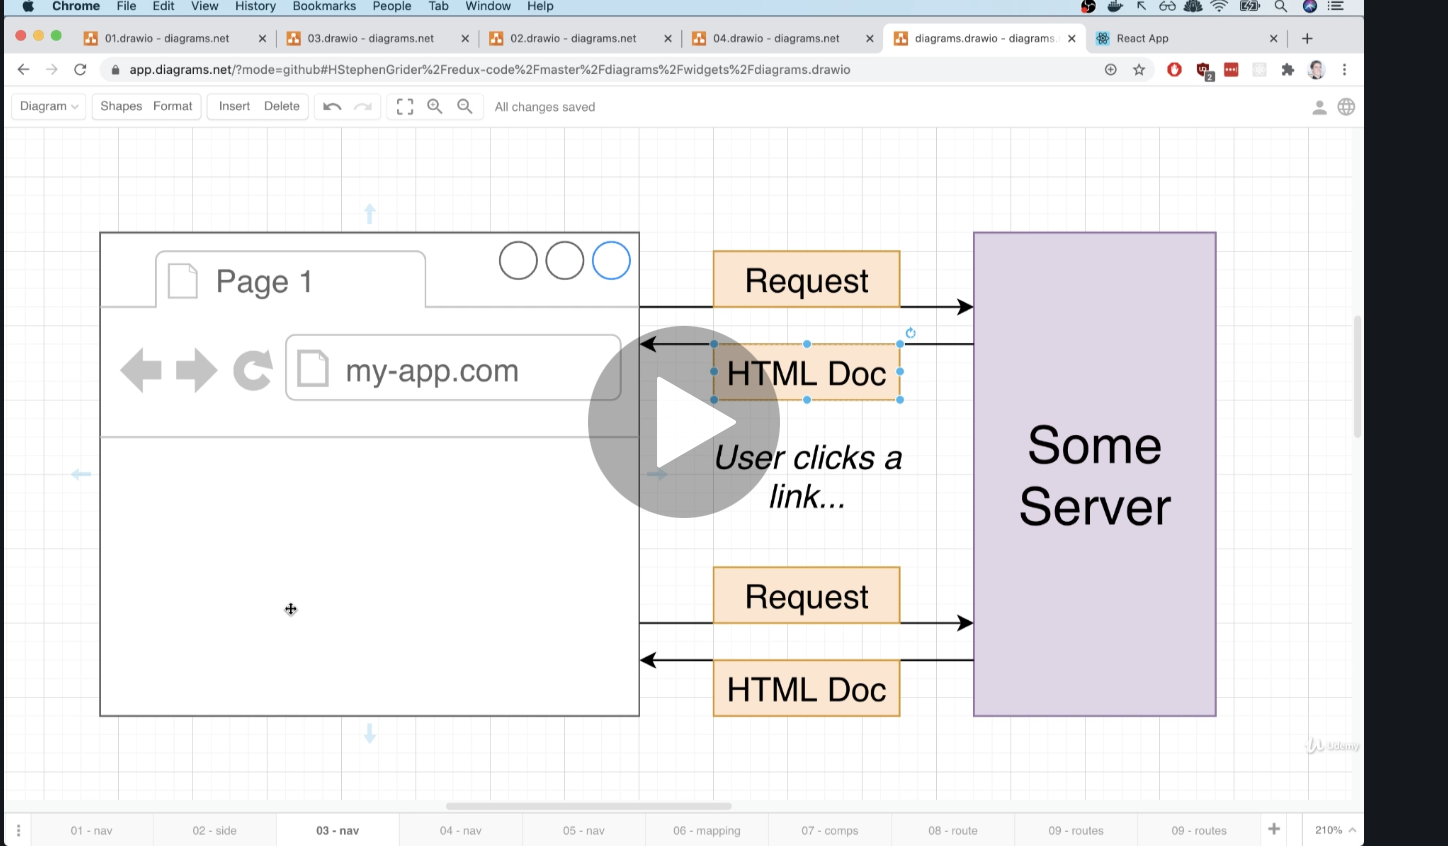 Chrome File Edit View History Bookmarks People Tab Window Help
01.drawio - diagrams.net
03.drawio - diagrams.net
02.drawio - diagrams.net
04.drawio - diagrams.net
diagrams.drawio - diagrams.
React App
app.diagrams.net/?mode=github#HStephenGrider%2Fredux-code%2Fmaster%2Fdiagrams%2Fwidgets%2Fdiagrams.drawio
2
Diagram
Shapes Format
Insert Delete
All changes saved
Page 1
my-app.com
Request
HTML Doc
User clicks a
link...
Request
HTML Doc
Some
Server
Udemy
01 - nav
02 - side
03 - nav
04 - nav
05 - nav
06 - mapping
07 - comps
08 - route
09 - routes
09 - routes
210%